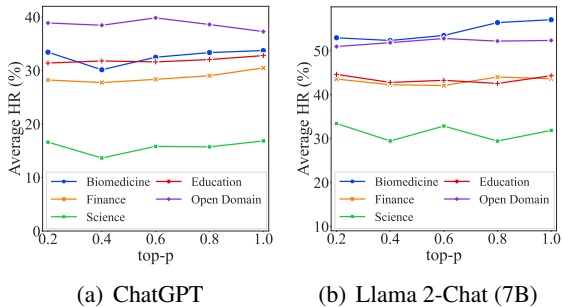 Average HR (%)
40
30
20
10
0
Biomedicine
Finance
Science
Education
Open Domain
0.2 0.4 0.6 0.8 1.0
top-p
(a) ChatGPT
Average HR (%)
50
40
30
20
10
Biomedicine
Finance
Science
Education
Open Domain
0.2 0.4 0.6 0.8 1.0
top-p
(b) Llama 2-Chat (7B)